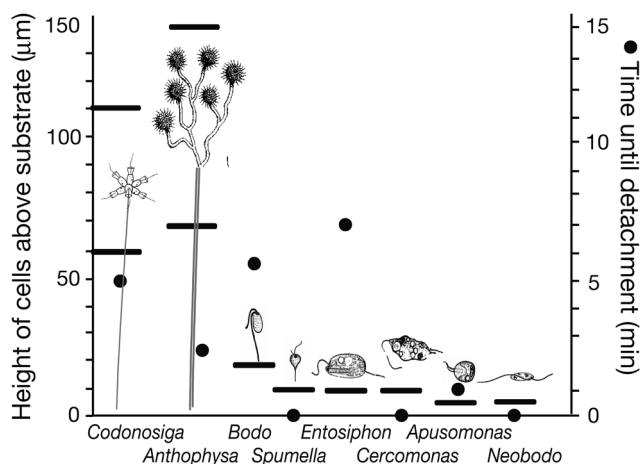 Height of cells above substrate (μm)
150
100
50
0
15
10
5
0
Time until detachment (min)
Codonosiga
Bodo
Entosiphon
Apusomonas
Anthophysa
Spumella
Cercomonas
Neobodo